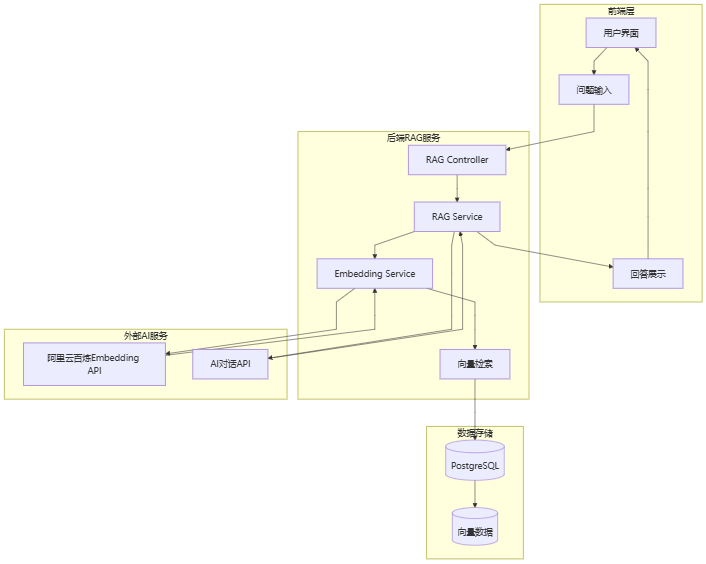 前端层
用户界面
问题输入
后端RAG服务
RAG Controller
RAG Service
Embedding Service
回答展示
外部AI服务
阿里云百炼Embedding
API
AI对话API
向量检索
数据存储
PostgreSQL
向量数据